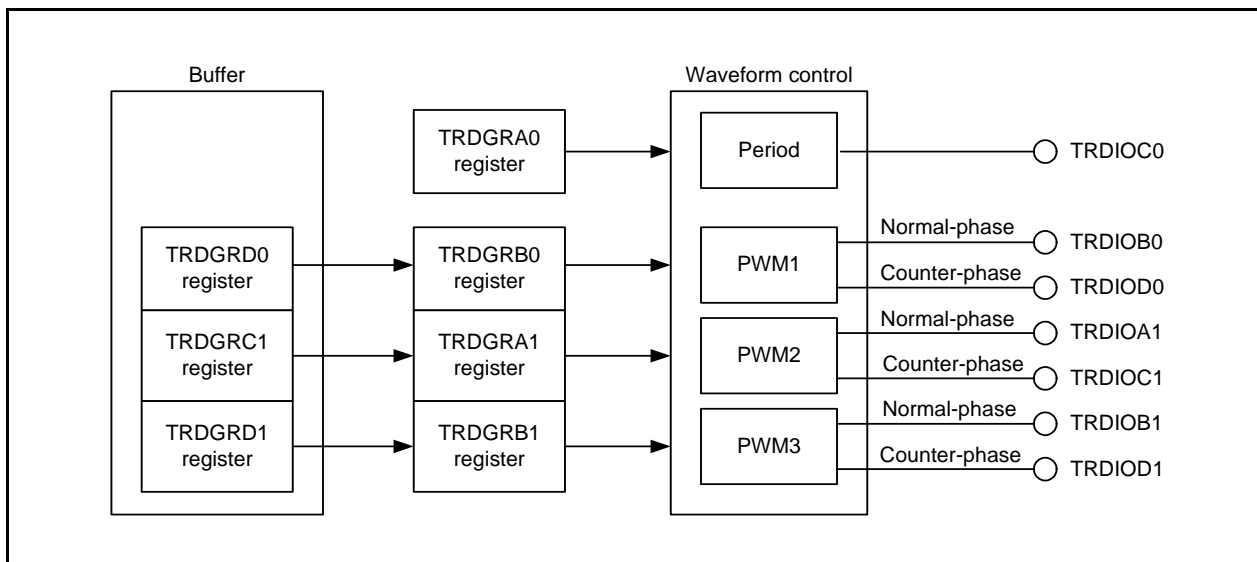 Buffer
Waveform control
TRDGRA0
register
Period
TRDIOC0
TRDGRD0
register
TRDGRB0
register
PWM1
Normal-phase
TRDIOB0
Counter-phase
TRDIOD0
TRDGRC1
register
TRDGRA1
register
PWM2
Normal-phase
TRDIOA1
Counter-phase
TRDIOC1
TRDGRD1
register
TRDGRB1
register
PWM3
Normal-phase
TRDIOB1
Counter-phase
TRDIOD1